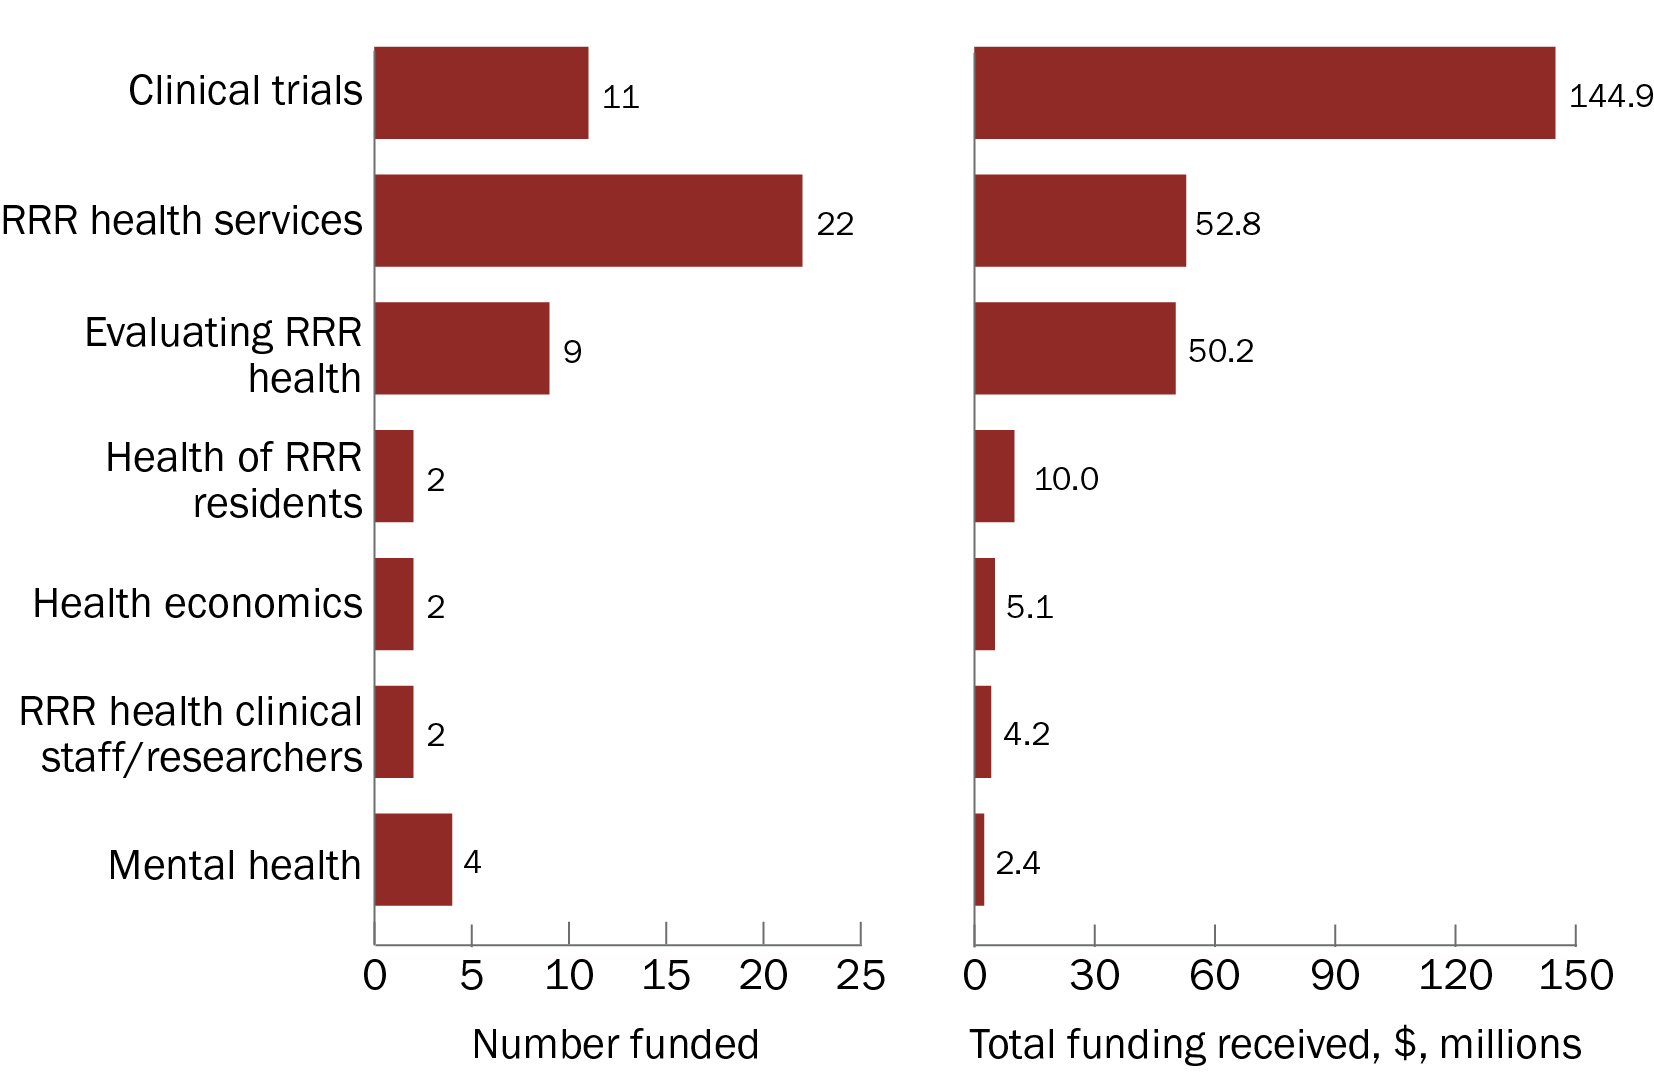 Clinical trials
11
144.9
RRR health services
22
52.8
Evaluating RRR
health
9
50.2
Health of RRR
residents
2
10.0
Health economics
2
5.1
RRR health clinical
staff/researchers
2
4.2
Mental health
4
2.4
0 5 10 15 20 25
0 30 60 90 120 150
Number funded
Total funding received, $, millions